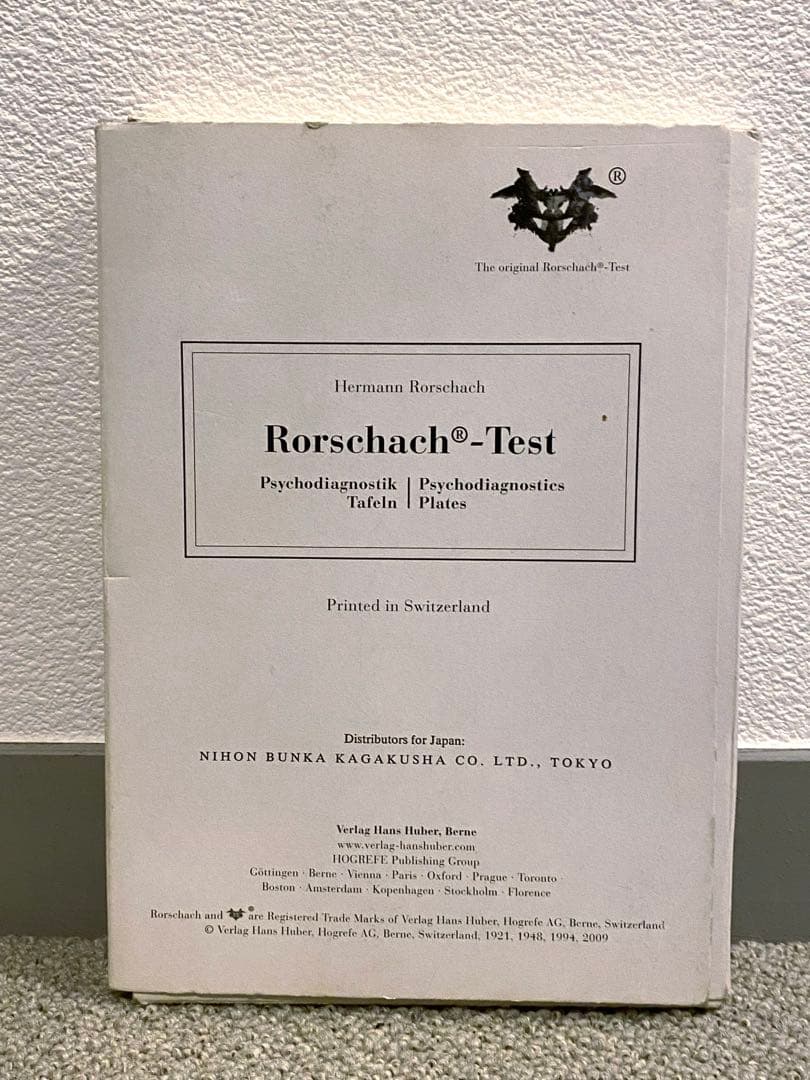 ®
The original Rorschach®-Test
Hermann Rorschach
Rorschach®-Test
Psychodiagnostik | Psychodiagnostics
Tafeln | Plates
Printed in Switzerland
Distributors for Japan:
NIHON BUNKA KAGAKUSHA CO. LTD., TOKYO
Verlag Hans Huber, Berne
www.verlag-hanshuber.com
HOGREFE Publishing Group
Göttingen · Berne · Vienna · Paris · Oxford · Prague · Toronto ·
Boston · Amsterdam · Kopenhagen · Stockholm · Florence
Rorschach and ® are Registered Trade Marks of Verlag Hans Huber, Hogrefe AG, Berne, Switzerland
© Verlag Hans Huber, Hogrefe AG, Berne, Switzerland, 1921, 1948, 1994, 2009